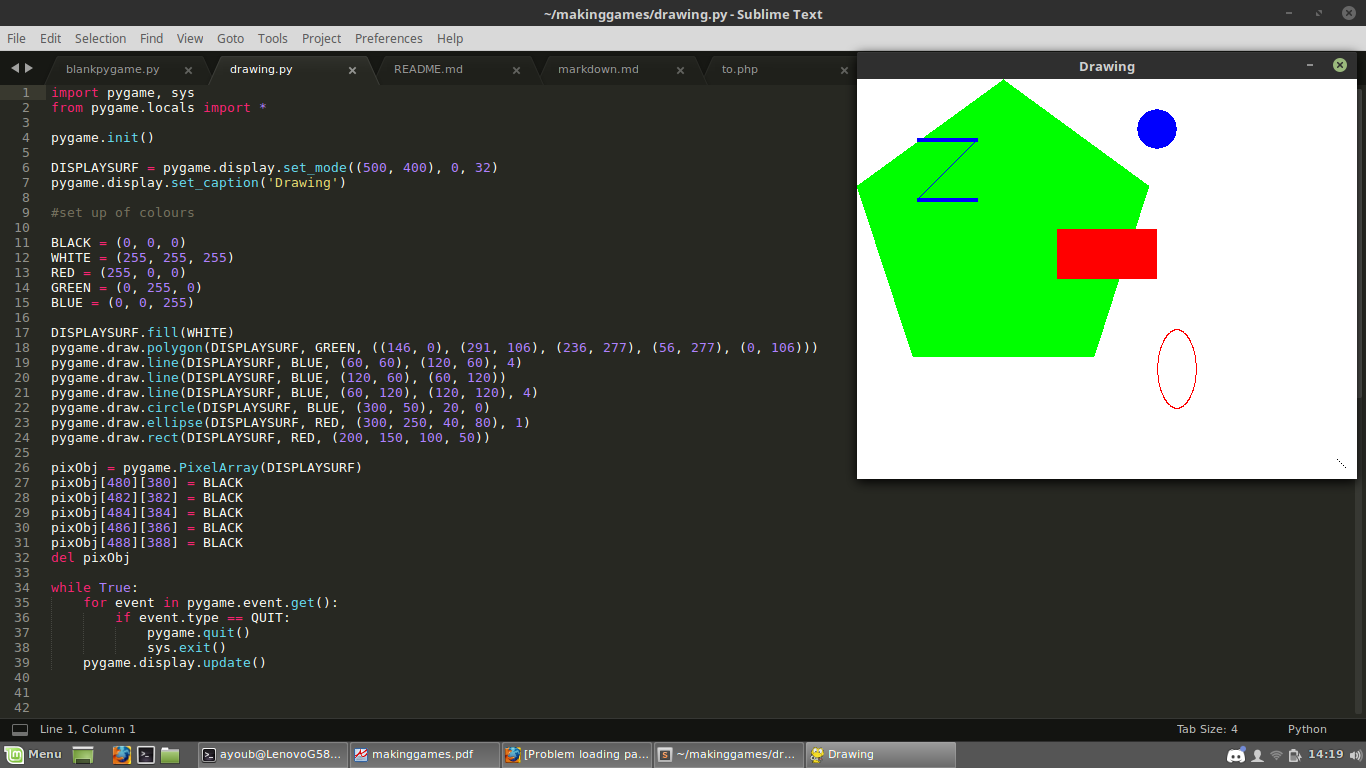 ~/makinggames/drawing.py - Sublime Text
File Edit Selection Find View Goto Tools Project Preferences Help
blankpygame.py drawing.py README.md markdown.md to.php
1 import pygame, sys
2 from pygame.locals import *
3
4 pygame.init()
5
6 DISPLAYSURF = pygame.display.set_mode((500, 400), 0, 32)
7 pygame.display.set_caption('Drawing')
8
9 #set up of colours
10
11 BLACK = (0, 0, 0)
12 WHITE = (255, 255, 255)
13 RED = (255, 0, 0)
14 GREEN = (0, 255, 0)
15 BLUE = (0, 0, 255)
16
17 DISPLAYSURF.fill(WHITE)
18 pygame.draw.polygon(DISPLAYSURF, GREEN, ((146, 0), (291, 106), (236, 277), (56, 277), (0, 106)))
19 pygame.draw.line(DISPLAYSURF, BLUE, (60, 60), (120, 60), 4)
20 pygame.draw.line(DISPLAYSURF, BLUE, (120, 60), (60, 120))
21 pygame.draw.line(DISPLAYSURF, BLUE, (60, 120), (120, 120), 4)
22 pygame.draw.circle(DISPLAYSURF, BLUE, (300, 50), 20, 0)
23 pygame.draw.ellipse(DISPLAYSURF, RED, (300, 250, 40, 80), 1)
24 pygame.draw.rect(DISPLAYSURF, RED, (200, 150, 100, 50))
25
26 pixObj = pygame.PixelArray(DISPLAYSURF)
27 pixObj[480][380] = BLACK
28 pixObj[482][382] = BLACK
29 pixObj[484][384] = BLACK
30 pixObj[486][386] = BLACK
31 pixObj[488][388] = BLACK
32 del pixObj
33
34 while True:
35     for event in pygame.event.get():
36         if event.type == QUIT:
37             pygame.quit()
38             sys.exit()
39     pygame.display.update()
40
41
42
Drawing
Line 1, Column 1 Tab Size: 4 Python
Menu ayoub@LenovoG58... makinggames.pdf [Problem loading pa... ~/makinggames/dr... Drawing 14:19